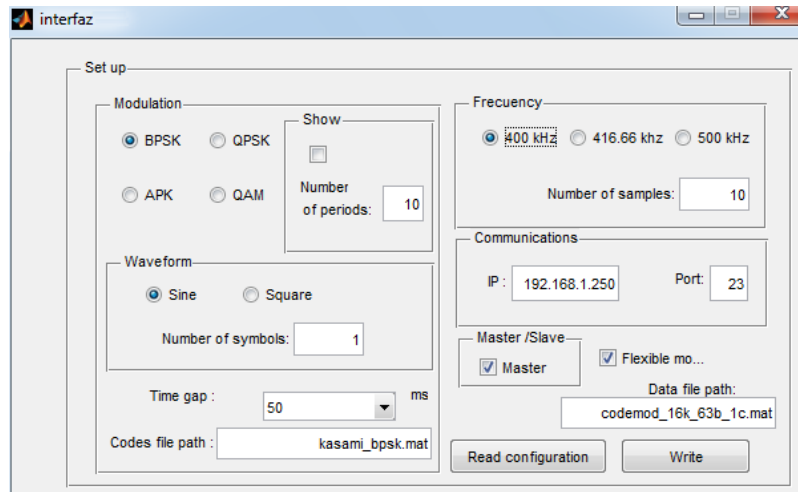 interfaz
Set up
Modulation
BPSK QPSK
APK QAM
Show
Number
of periods: 10
Waveform
Sine Square
Number of symbols: 1
Time gap : 50 ms
Codes file path : kasami_bpsk.mat
Frecuency
400 kHz 416.66 khz 500 kHz
Number of samples: 10
Communications
IP : 192.168.1.250 Port: 23
Master /Slave
Master
Flexible mo...
Data file path:
codemod_16k_63b_1c.mat
Read configuration Write